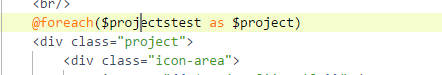 <br/>
@foreach($projectstest as $project)
<div class="project">
<div class="icon-area">